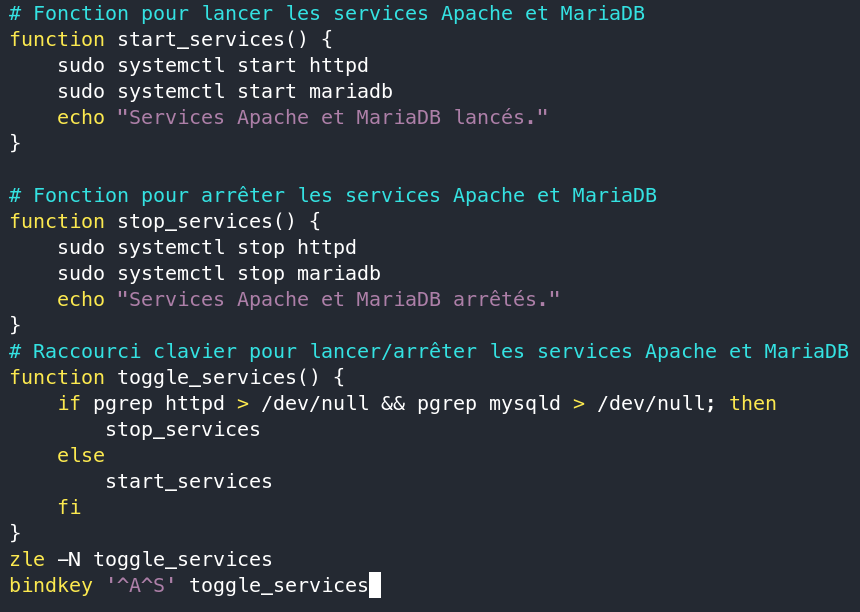 # Fonction pour lancer les services Apache et MariaDB
function start_services() {
    sudo systemctl start httpd
    sudo systemctl start mariadb
    echo "Services Apache et MariaDB lancés."
}

# Fonction pour arrêter les services Apache et MariaDB
function stop_services() {
    sudo systemctl stop httpd
    sudo systemctl stop mariadb
    echo "Services Apache et MariaDB arrêtés."
}
# Raccourci clavier pour lancer/arrêter les services Apache et MariaDB
function toggle_services() {
    if pgrep httpd > /dev/null && pgrep mysqld > /dev/null; then
        stop_services
    else
        start_services
    fi
}
zle -N toggle_services
bindkey '^A^S' toggle_services